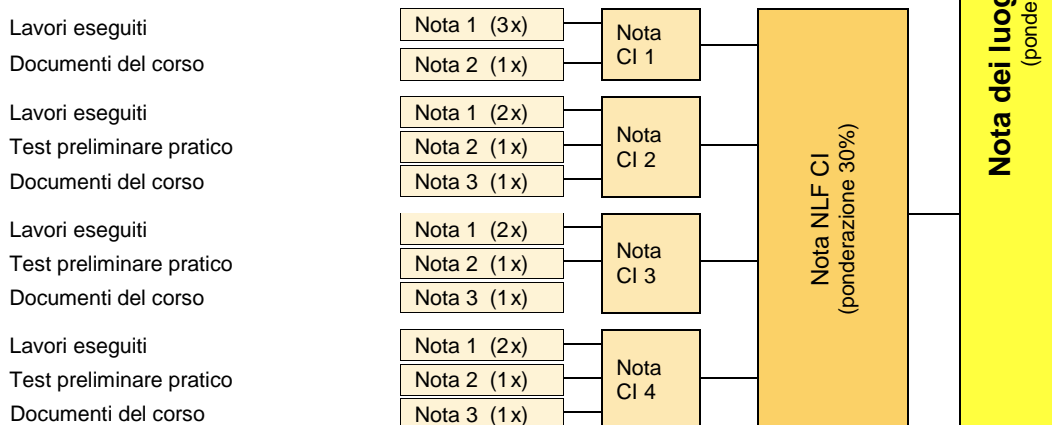 Lavori eseguiti
Nota 1 (3x)
Documenti del corso
Nota 2 (1x)
Nota
CI 1
Lavori eseguiti
Nota 1 (2x)
Test preliminare pratico
Nota 2 (1x)
Documenti del corso
Nota 3 (1x)
Nota
CI 2
Lavori eseguiti
Nota 1 (2x)
Test preliminare pratico
Nota 2 (1x)
Documenti del corso
Nota 3 (1x)
Nota
CI 3
Lavori eseguiti
Nota 1 (2x)
Test preliminare pratico
Nota 2 (1x)
Documenti del corso
Nota 3 (1x)
Nota
CI 4
Nota NLF CI
(ponderazione 30%)
Nota dei luog
(ponde